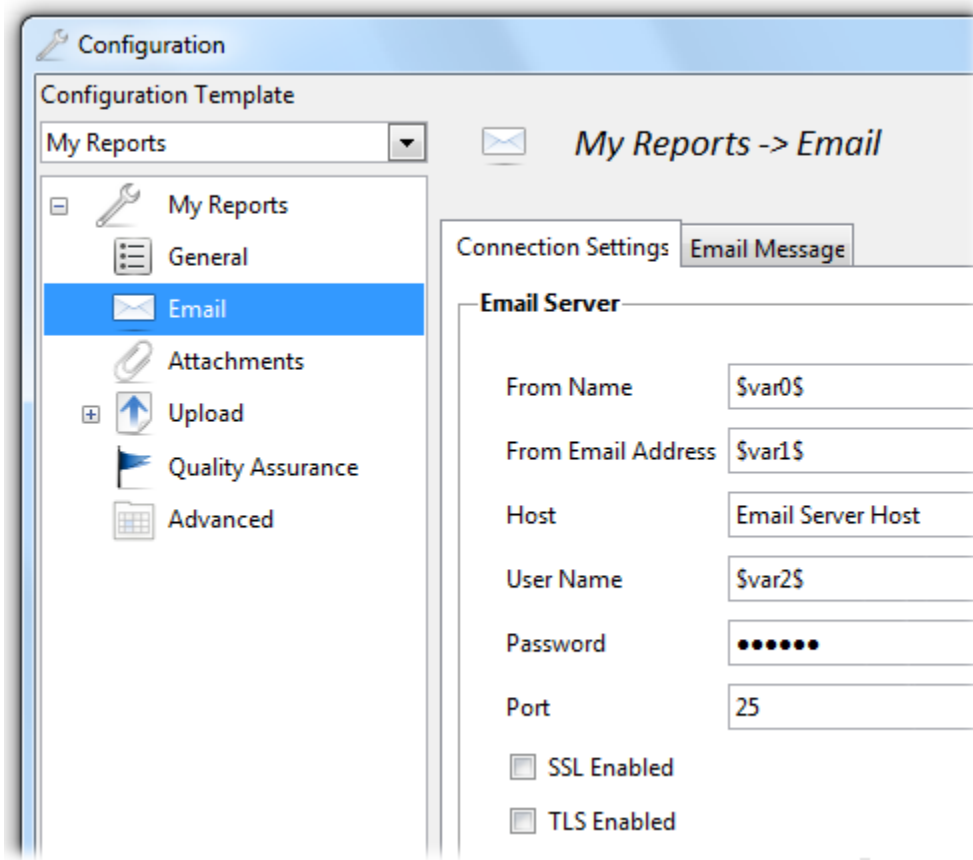 Configuration
Configuration Template
My Reports
My Reports -> Email
My Reports
General
Email
Attachments
Upload
Quality Assurance
Advanced
Connection Settings
Email Message
Email Server
From Name
$var0$
From Email Address
$var1$
Host
Email Server Host
User Name
$var2$
Password
●●●●●●
Port
25
SSL Enabled
TLS Enabled